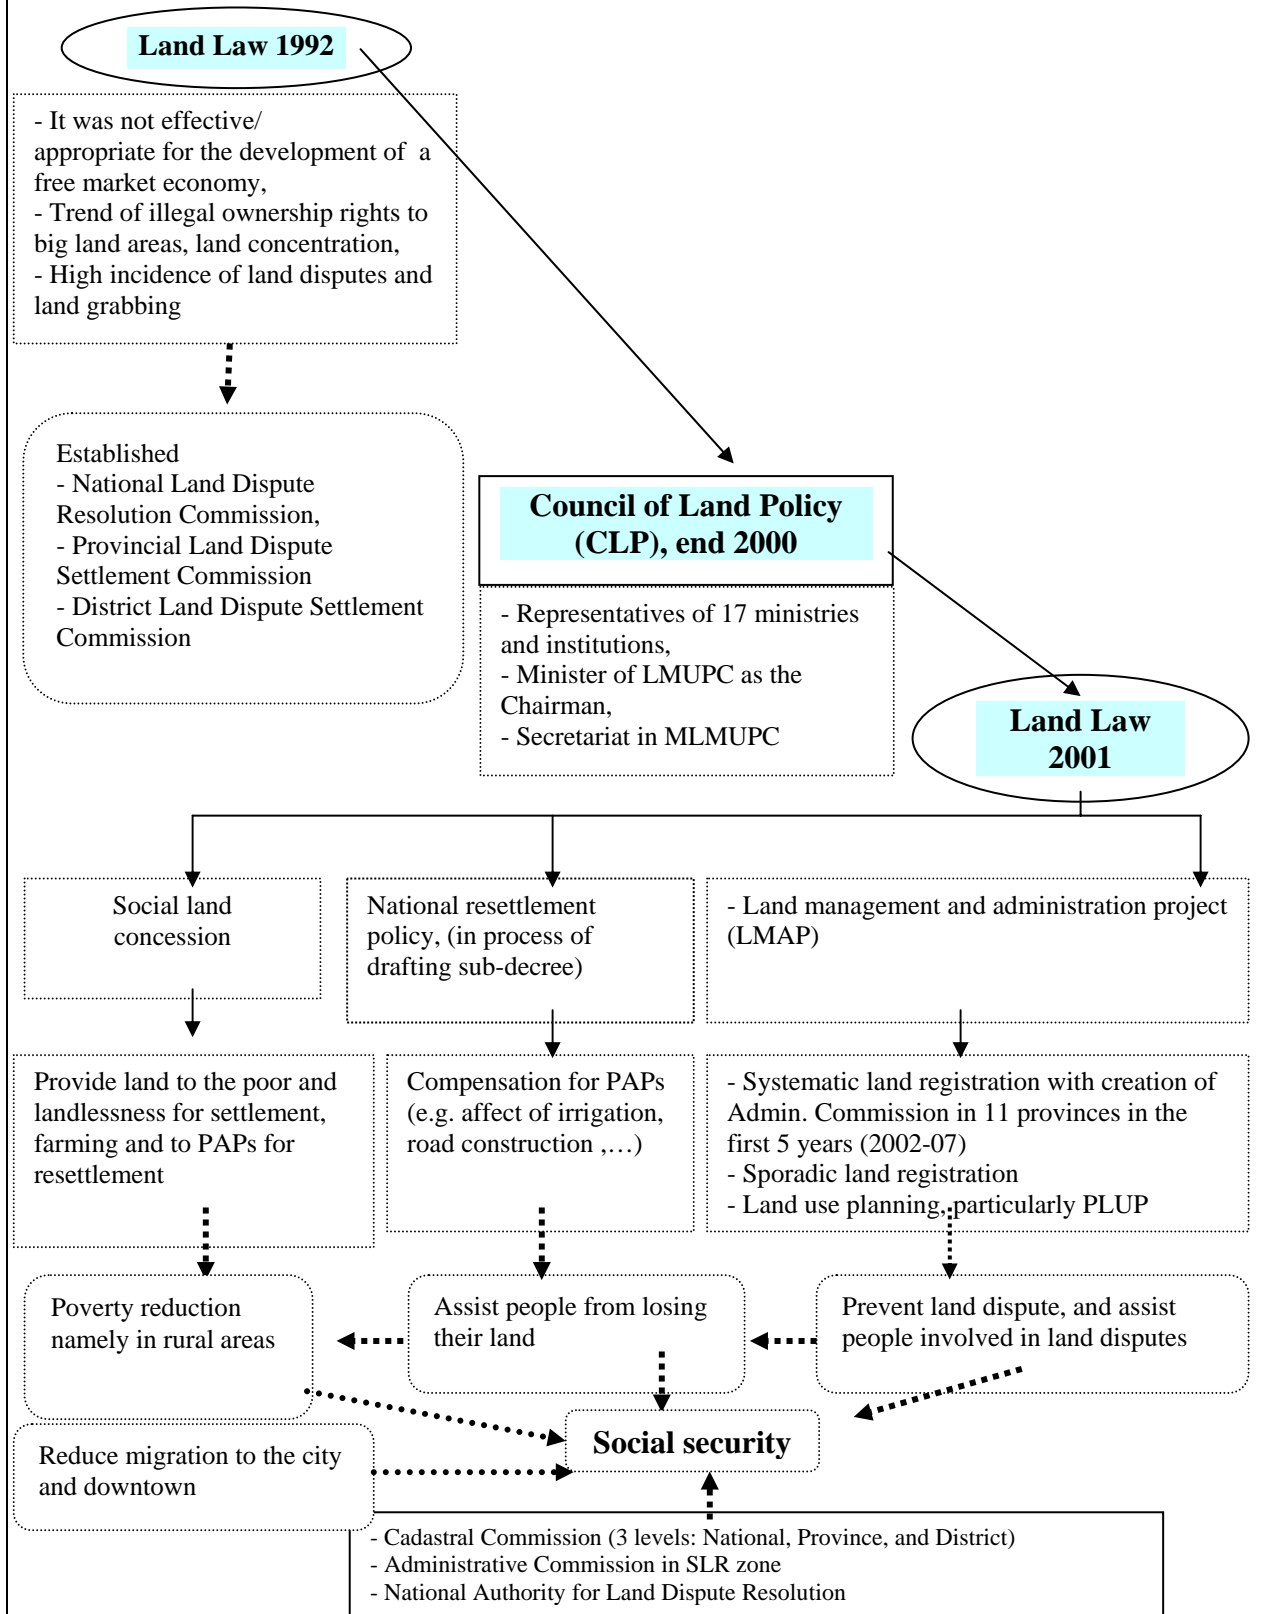 Land Law 1992
- It was not effective/
appropriate for the development of a
free market economy,
- Trend of illegal ownership rights to
big land areas, land concentration,
- High incidence of land disputes and
land grabbing
Established
- National Land Dispute
Resolution Commission,
- Provincial Land Dispute
Settlement Commission
- District Land Dispute Settlement
Commission
Council of Land Policy
(CLP), end 2000
- Representatives of 17 ministries
and institutions,
- Minister of LMUPC as the
Chairman,
- Secretariat in MLMUPC
Land Law
2001
Social land
concession
National resettlement
policy, (in process of
drafting sub-decree)
- Land management and administration project
(LMAP)
Provide land to the poor and
landlessness for settlement,
farming and to PAPs for
resettlement
Compensation for PAPs
(e.g. affect of irrigation,
road construction ,…)
- Systematic land registration with creation of
Admin. Commission in 11 provinces in the
first 5 years (2002-07)
- Sporadic land registration
- Land use planning, particularly PLUP
Poverty reduction
namely in rural areas
Assist people from losing
their land
Prevent land dispute, and assist
people involved in land disputes
Social security
Reduce migration to the city
and downtown
- Cadastral Commission (3 levels: National, Province, and District)
- Administrative Commission in SLR zone
- National Authority for Land Dispute Resolution